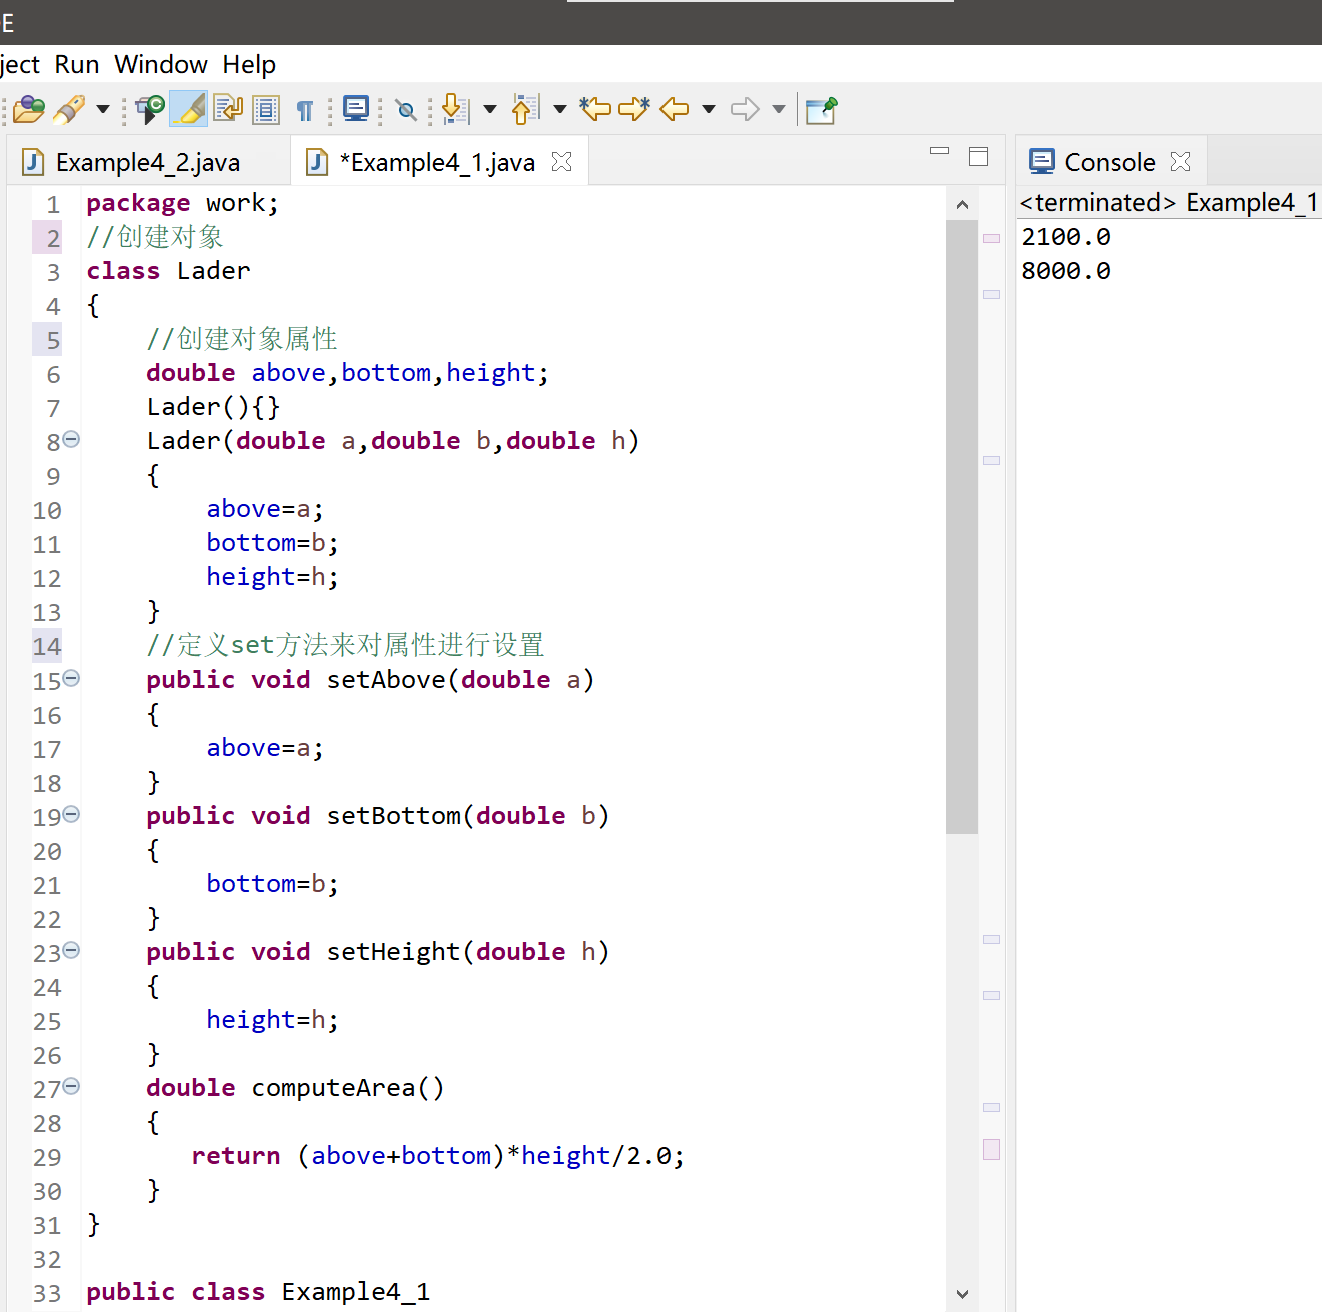 E
ject Run Window Help
Example4_2.java
*Example4_1.java
Console
<terminated> Example4_1
2100.0
8000.0
1 package work;
2 //创建对象
3 class Lader
4 {
5 //创建对象属性
6 double above,bottom,height;
7 Lader(){}
8 Lader(double a,double b,double h)
9 {
10 above=a;
11 bottom=b;
12 height=h;
13 }
14 //定义set方法来对属性进行设置
15 public void setAbove(double a)
16 {
17 above=a;
18 }
19 public void setBottom(double b)
20 {
21 bottom=b;
22 }
23 public void setHeight(double h)
24 {
25 height=h;
26 }
27 double computeArea()
28 {
29 return (above+bottom)*height/2.0;
30 }
31 }
32
33 public class Example4_1